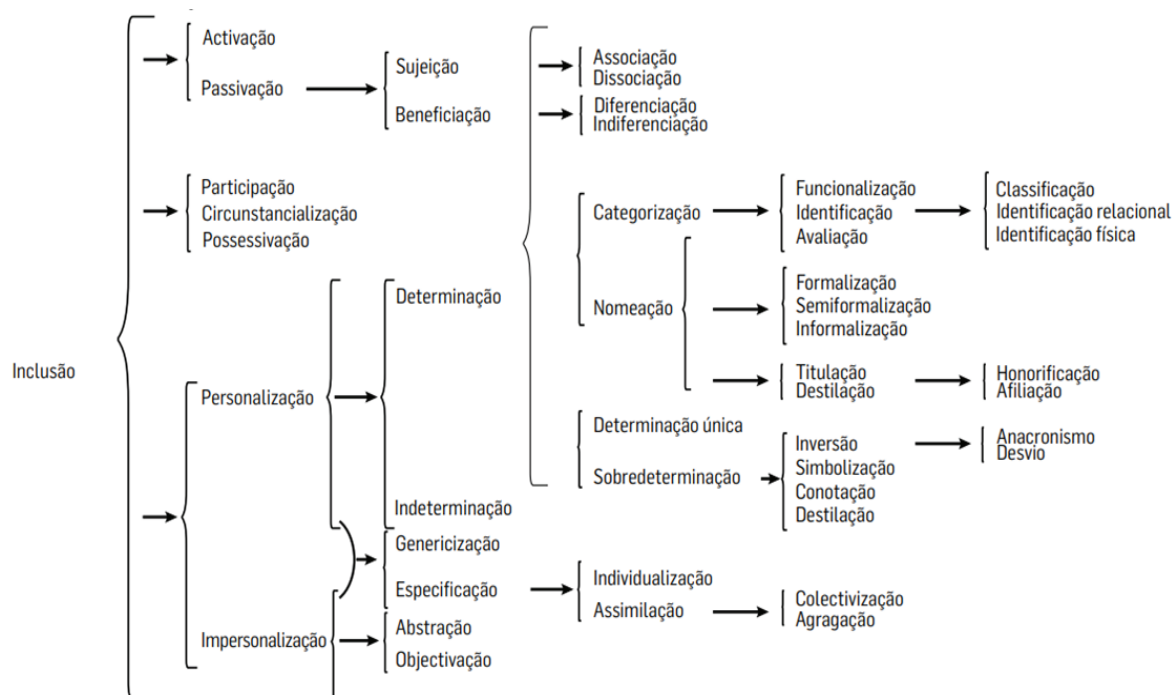 Inclusão
Activação
Passivação
Sujeição
Beneficiação
Participação
Circunstancialização
Possessivação
Personalização
Impersonalização
Determinação
Indeterminação
Genericização
Especificação
Abstração
Objectivação
Associação
Dissociação
Diferenciação
Indiferenciação
Categorização
Nomeação
Funcionalização
Identificação
Avaliação
Classificação
Identificação relacional
Identificação física
Formalização
Semiformalização
Informalização
Titulação
Destilação
Honorificação
Afiliação
Determinação única
Sobredeterminação
Inversão
Simbolização
Conotação
Destilação
Anacronismo
Desvio
Individualização
Assimilação
Colectivização
Agragação